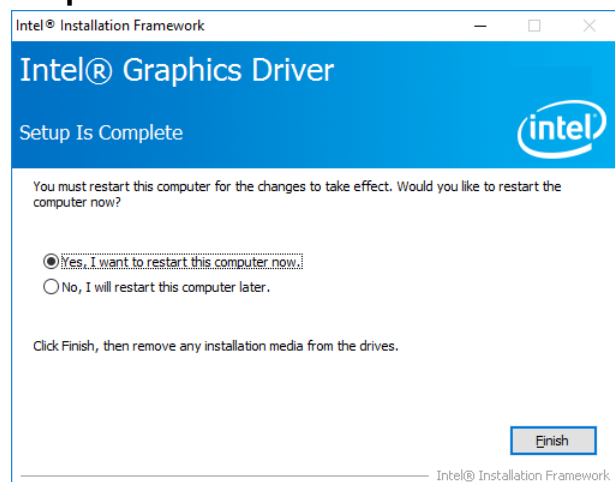 Intel® Installation Framework
Intel® Graphics Driver
Setup Is Complete
intel
You must restart this computer for the changes to take effect. Would you like to restart the
computer now?
Yes, I want to restart this computer now.
No, I will restart this computer later.
Click Finish, then remove any installation media from the drives.
Finish
Intel® Installation Framework